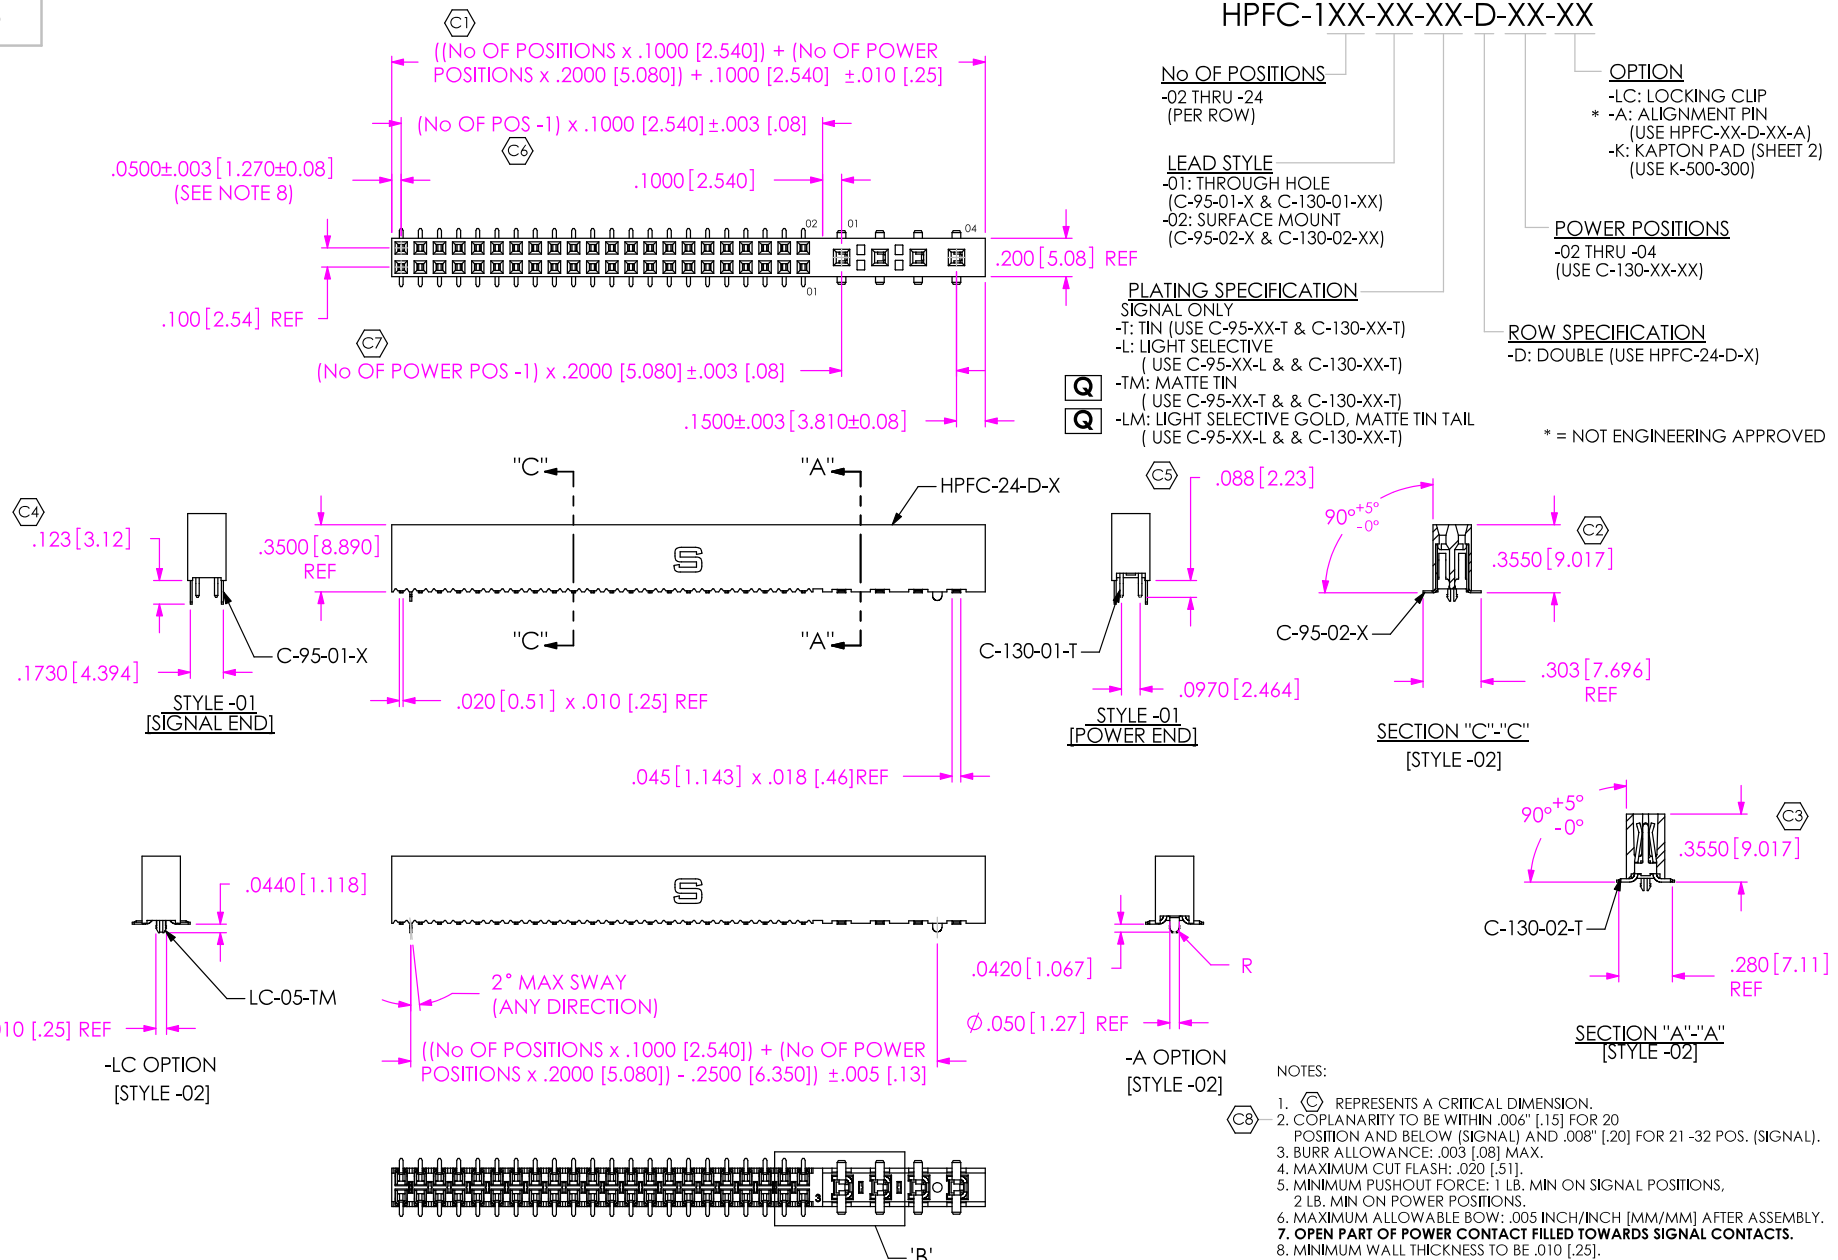 HPFC-1XX-XX-XX-D-XX-XX
No OF POSITIONS
-02 THRU -24
(PER ROW)
LEAD STYLE
-01: THROUGH HOLE
(C-95-01-X & C-130-01-XX)
-02: SURFACE MOUNT
(C-95-02-X & C-130-02-XX)
PLATING SPECIFICATION
SIGNAL ONLY
-T: TIN (USE C-95-XX-T & C-130-XX-T)
-L: LIGHT SELECTIVE
( USE C-95-XX-L & & C-130-XX-T)
Q -TM: MATTE TIN
( USE C-95-XX-T & & C-130-XX-T)
Q -LM: LIGHT SELECTIVE GOLD, MATTE TIN TAIL
( USE C-95-XX-L & & C-130-XX-T)
OPTION
-LC: LOCKING CLIP
* -A: ALIGNMENT PIN
(USE HPFC-XX-D-XX-A)
-K: KAPTON PAD (SHEET 2)
(USE K-500-300)
POWER POSITIONS
-02 THRU -04
(USE C-130-XX-XX)
ROW SPECIFICATION
-D: DOUBLE (USE HPFC-24-D-X)
* = NOT ENGINEERING APPROVED
C1
((No OF POSITIONS x .1000 [2.540]) + (No OF POWER
POSITIONS x .2000 [5.080]) + .1000 [2.540] ±.010 [.25]
(No OF POS -1) x .1000 [2.540] ±.003 [.08]
C6
.0500±.003 [1.270±0.08]
(SEE NOTE 8)
.1000 [2.540]
02
01
04
01
.200 [5.08] REF
.100 [2.54] REF
C7
(No OF POWER POS -1) x .2000 [5.080] ±.003 [.08]
.1500±.003 [3.810±0.08]
C4
.123 [3.12]
C-95-01-X
.1730 [4.394]
STYLE -01
[SIGNAL END]
.3500 [8.890]
REF
"C"
"A"
HPFC-24-D-X
S
"C"
"A"
.020 [0.51] x .010 [.25] REF
.045 [1.143] x .018 [.46]REF
C5
.088 [2.23]
C-130-01-T
.0970 [2.464]
STYLE -01
[POWER END]
90° +5°
-0°
C2
.3550 [9.017]
C-95-02-X
.303 [7.696]
REF
SECTION "C"-"C"
[STYLE -02]
90° +5°
-0°
C3
.3550 [9.017]
C-130-02-T
.280 [7.11]
REF
SECTION "A"-"A"
[STYLE -02]
.0440 [1.118]
LC-05-TM
10 [.25] REF
-LC OPTION
[STYLE -02]
S
2° MAX SWAY
(ANY DIRECTION)
((No OF POSITIONS x .1000 [2.540]) + (No OF POWER
POSITIONS x .2000 [5.080]) - .2500 [6.350]) ±.005 [.13]
.0420 [1.067]
R
Ø.050 [1.27] REF
-A OPTION
[STYLE -02]
3
'B'
NOTES:
1. C REPRESENTS A CRITICAL DIMENSION.
C8 2. COPLANARITY TO BE WITHIN .006" [.15] FOR 20
POSITION AND BELOW (SIGNAL) AND .008" [.20] FOR 21 -32 POS. (SIGNAL).
3. BURR ALLOWANCE: .003 [.08] MAX.
4. MAXIMUM CUT FLASH: .020 [.51].
5. MINIMUM PUSHOUT FORCE: 1 LB. MIN ON SIGNAL POSITIONS,
2 LB. MIN ON POWER POSITIONS.
6. MAXIMUM ALLOWABLE BOW: .005 INCH/INCH [MM/MM] AFTER ASSEMBLY.
7. OPEN PART OF POWER CONTACT FILLED TOWARDS SIGNAL CONTACTS.
8. MINIMUM WALL THICKNESS TO BE .010 [.25].